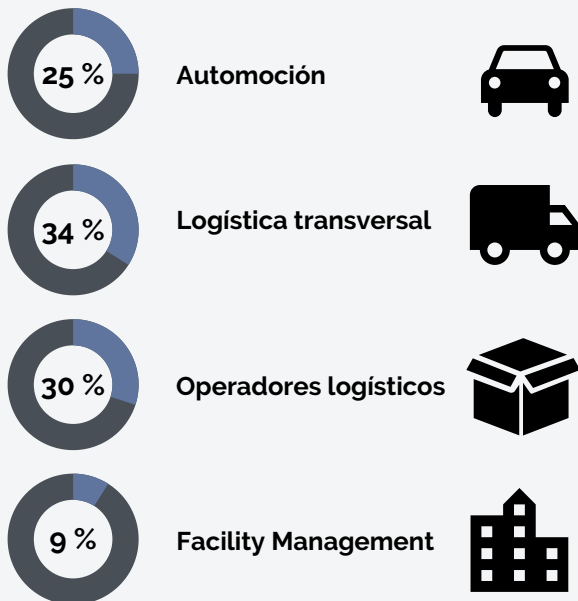 25 % Automoción
34 % Logística transversal
30 % Operadores logísticos
9 % Facility Management